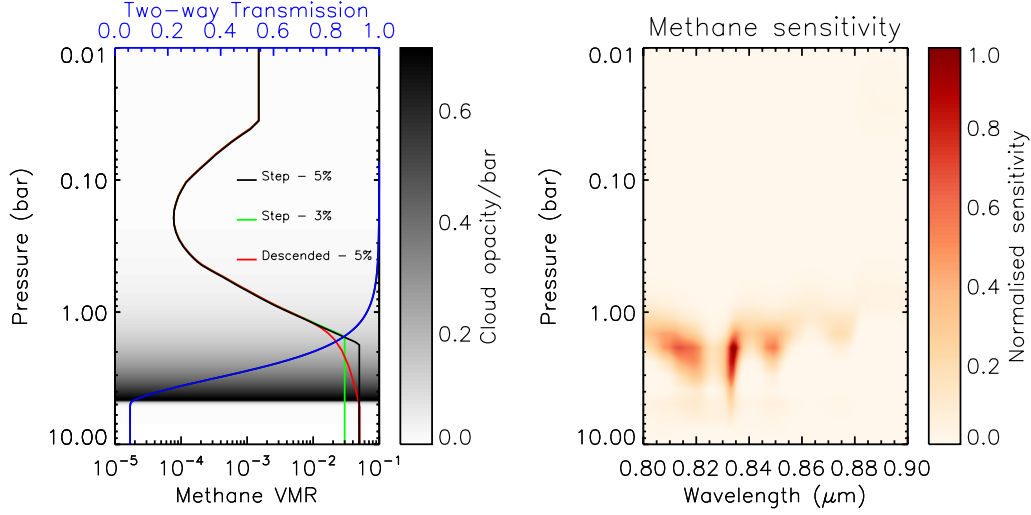 Two-way Transmission
0.0 0.2 0.4 0.6 0.8 1.0
0.01
0.10
1.00
10.00
Pressure (bar)
Step - 5%
Step - 3%
Descended - 5%
10⁻⁵ 10⁻⁴ 10⁻³ 10⁻² 10⁻¹
Methane VMR
0.6
0.4
0.2
0.0
Cloud opacity/bar
Methane sensitivity
0.01
0.10
1.00
10.00
Pressure (bar)
0.80 0.82 0.84 0.86 0.88 0.90
Wavelength (μm)
1.0
0.8
0.6
0.4
0.2
0.0
Normalised sensitivity